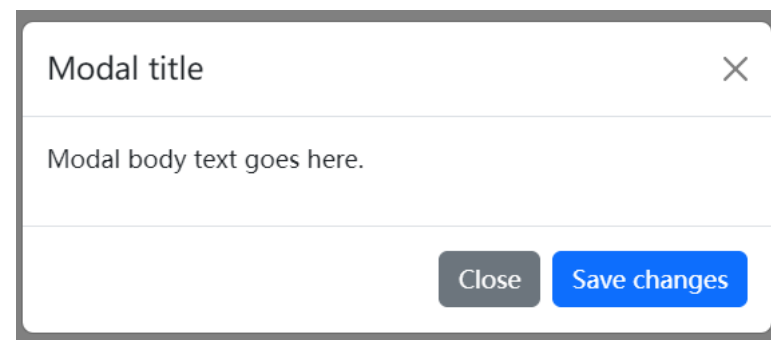 Modal title
Modal body text goes here.
Close Save changes